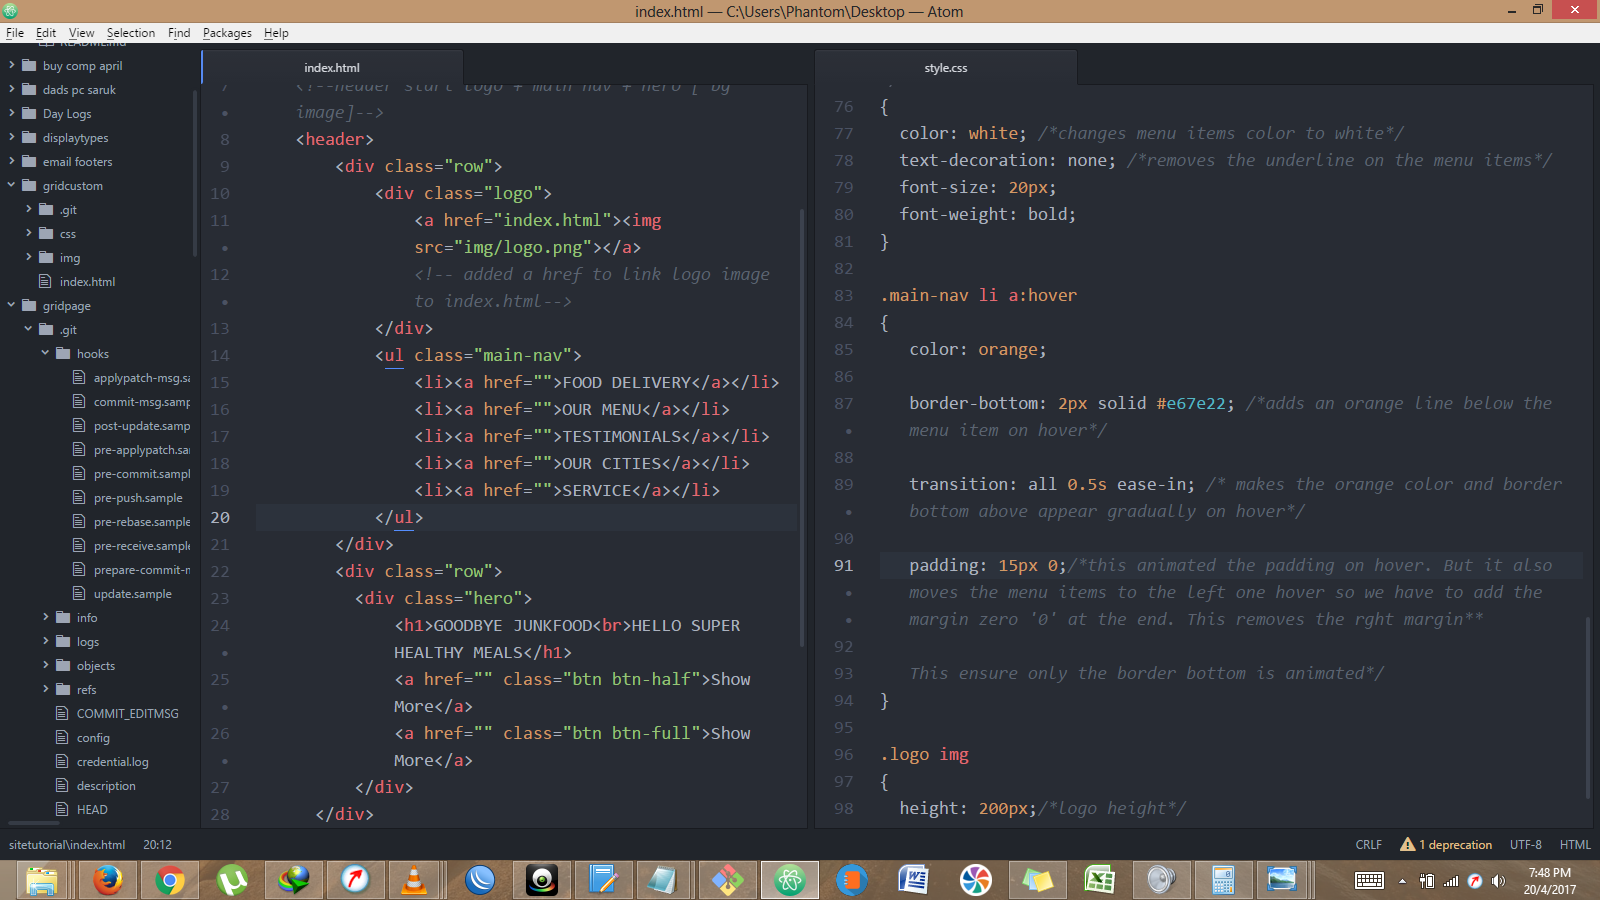 index.html — C:\Users\Phantom\Desktop — Atom
File Edit View Selection Find Packages Help
README.md
buy comp april
dads pc saruk
Day Logs
displaytypes
email footers
gridcustom
.git
css
img
index.html
gridpage
.git
hooks
applypatch-msg.sa
commit-msg.samp
post-update.samp
pre-applypatch.sa
pre-commit.sampl
pre-push.sample
pre-rebase.sample
pre-receive.sample
prepare-commit-n
update.sample
info
logs
objects
refs
COMMIT_EDITMSG
config
credential.log
description
HEAD
index.html
7 <!--header start logo + main nav + hero [ bg
• image]-->
8 <header>
9 <div class="row">
10 <div class="logo">
11 <a href="index.html"><img
• src="img/logo.png"></a>
12 <!-- added a href to link logo image
• to index.html-->
13 </div>
14 <ul class="main-nav">
15 <li><a href="">FOOD DELIVERY</a></li>
16 <li><a href="">OUR MENU</a></li>
17 <li><a href="">TESTIMONIALS</a></li>
18 <li><a href="">OUR CITIES</a></li>
19 <li><a href="">SERVICE</a></li>
20 </ul>
21 </div>
22 <div class="row">
23 <div class="hero">
24 <h1>GOODBYE JUNKFOOD<br>HELLO SUPER
• HEALTHY MEALS</h1>
25 <a href="" class="btn btn-half">Show
• More</a>
26 <a href="" class="btn btn-full">Show
• More</a>
27 </div>
28 </div>
style.css
76 {
77 color: white; /*changes menu items color to white*/
78 text-decoration: none; /*removes the underline on the menu items*/
79 font-size: 20px;
80 font-weight: bold;
81 }
82
83 .main-nav li a:hover
84 {
85 color: orange;
86
87 border-bottom: 2px solid #e67e22; /*adds an orange line below the
• menu item on hover*/
88
89 transition: all 0.5s ease-in; /* makes the orange color and border
• bottom above appear gradually on hover*/
90
91 padding: 15px 0;/*this animated the padding on hover. But it also
• moves the menu items to the left one hover so we have to add the
• margin zero '0' at the end. This removes the rght margin**
92
93 This ensure only the border bottom is animated*/
94 }
95
96 .logo img
97 {
98 height: 200px;/*logo height*/
sitetutorial\index.html 20:12
CRLF 1 deprecation UTF-8 HTML
7:48 PM
20/4/2017